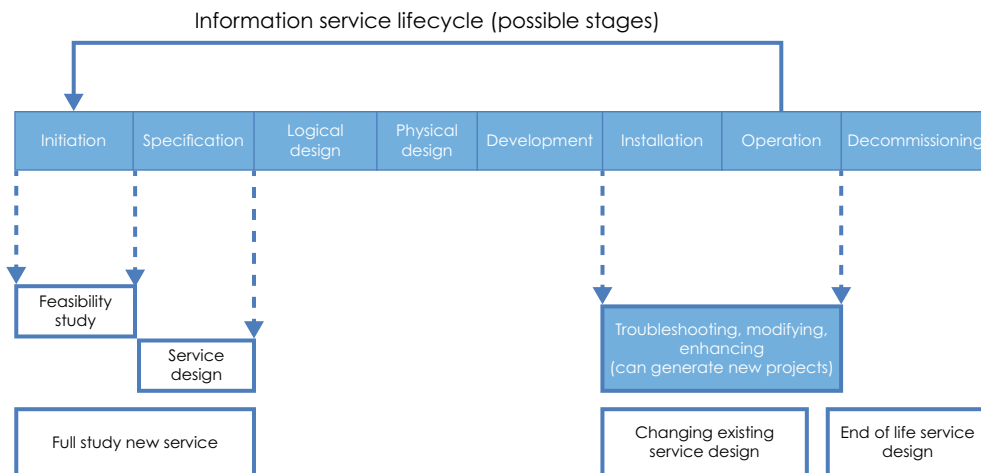 Information service lifecycle (possible stages)
Initiation
Specification
Logical
design
Physical
design
Development
Installation
Operation
Decommissioning
Feasibility
study
Service
design
Troubleshooting, modifying,
enhancing
(can generate new projects)
Full study new service
Changing existing
service design
End of life service
design